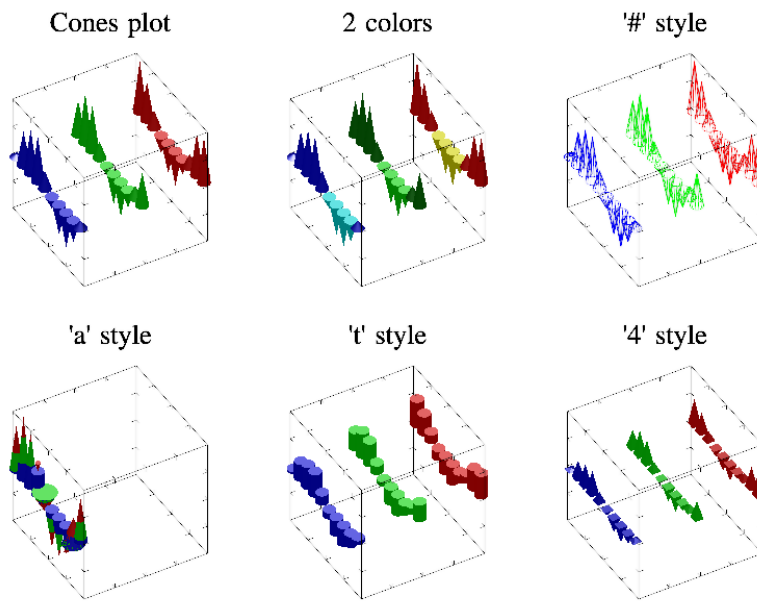 Cones plot
2 colors
'#' style
'a' style
't' style
'4' style